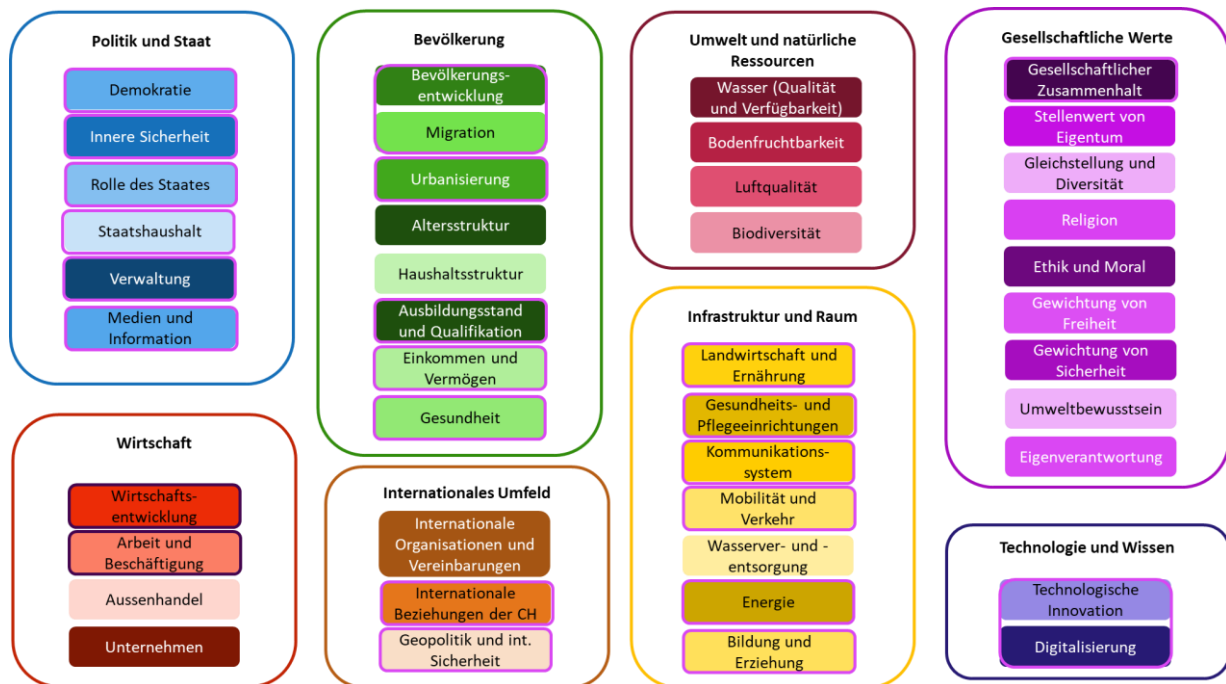 Politik und Staat
Demokratie
Innere Sicherheit
Rolle des Staates
Staatshaushalt
Verwaltung
Medien und
Information
Wirtschaft
Wirtschafts-
entwicklung
Arbeit und
Beschäftigung
Aussenhandel
Unternehmen
Bevölkerung
Bevölkerungs-
entwicklung
Migration
Urbanisierung
Altersstruktur
Haushaltsstruktur
Ausbildungsstand
und Qualifikation
Einkommen und
Vermögen
Gesundheit
Internationales Umfeld
Internationale
Organisationen und
Vereinbarungen
Internationale
Beziehungen der CH
Geopolitik und int.
Sicherheit
Umwelt und natürliche
Ressourcen
Wasser (Qualität
und Verfügbarkeit)
Bodenfruchtbarkeit
Luftqualität
Biodiversität
Infrastruktur und Raum
Landwirtschaft und
Ernährung
Gesundheits- und
Pflegeeinrichtungen
Kommunikations-
system
Mobilität und
Verkehr
Wasserver- und -
entsorgung
Energie
Bildung und
Erziehung
Gesellschaftliche Werte
Gesellschaftlicher
Zusammenhalt
Stellenwert von
Eigentum
Gleichstellung und
Diversität
Religion
Ethik und Moral
Gewichtung von
Freiheit
Gewichtung von
Sicherheit
Umweltbewusstsein
Eigenverantwortung
Technologie und Wissen
Technologische
Innovation
Digitalisierung